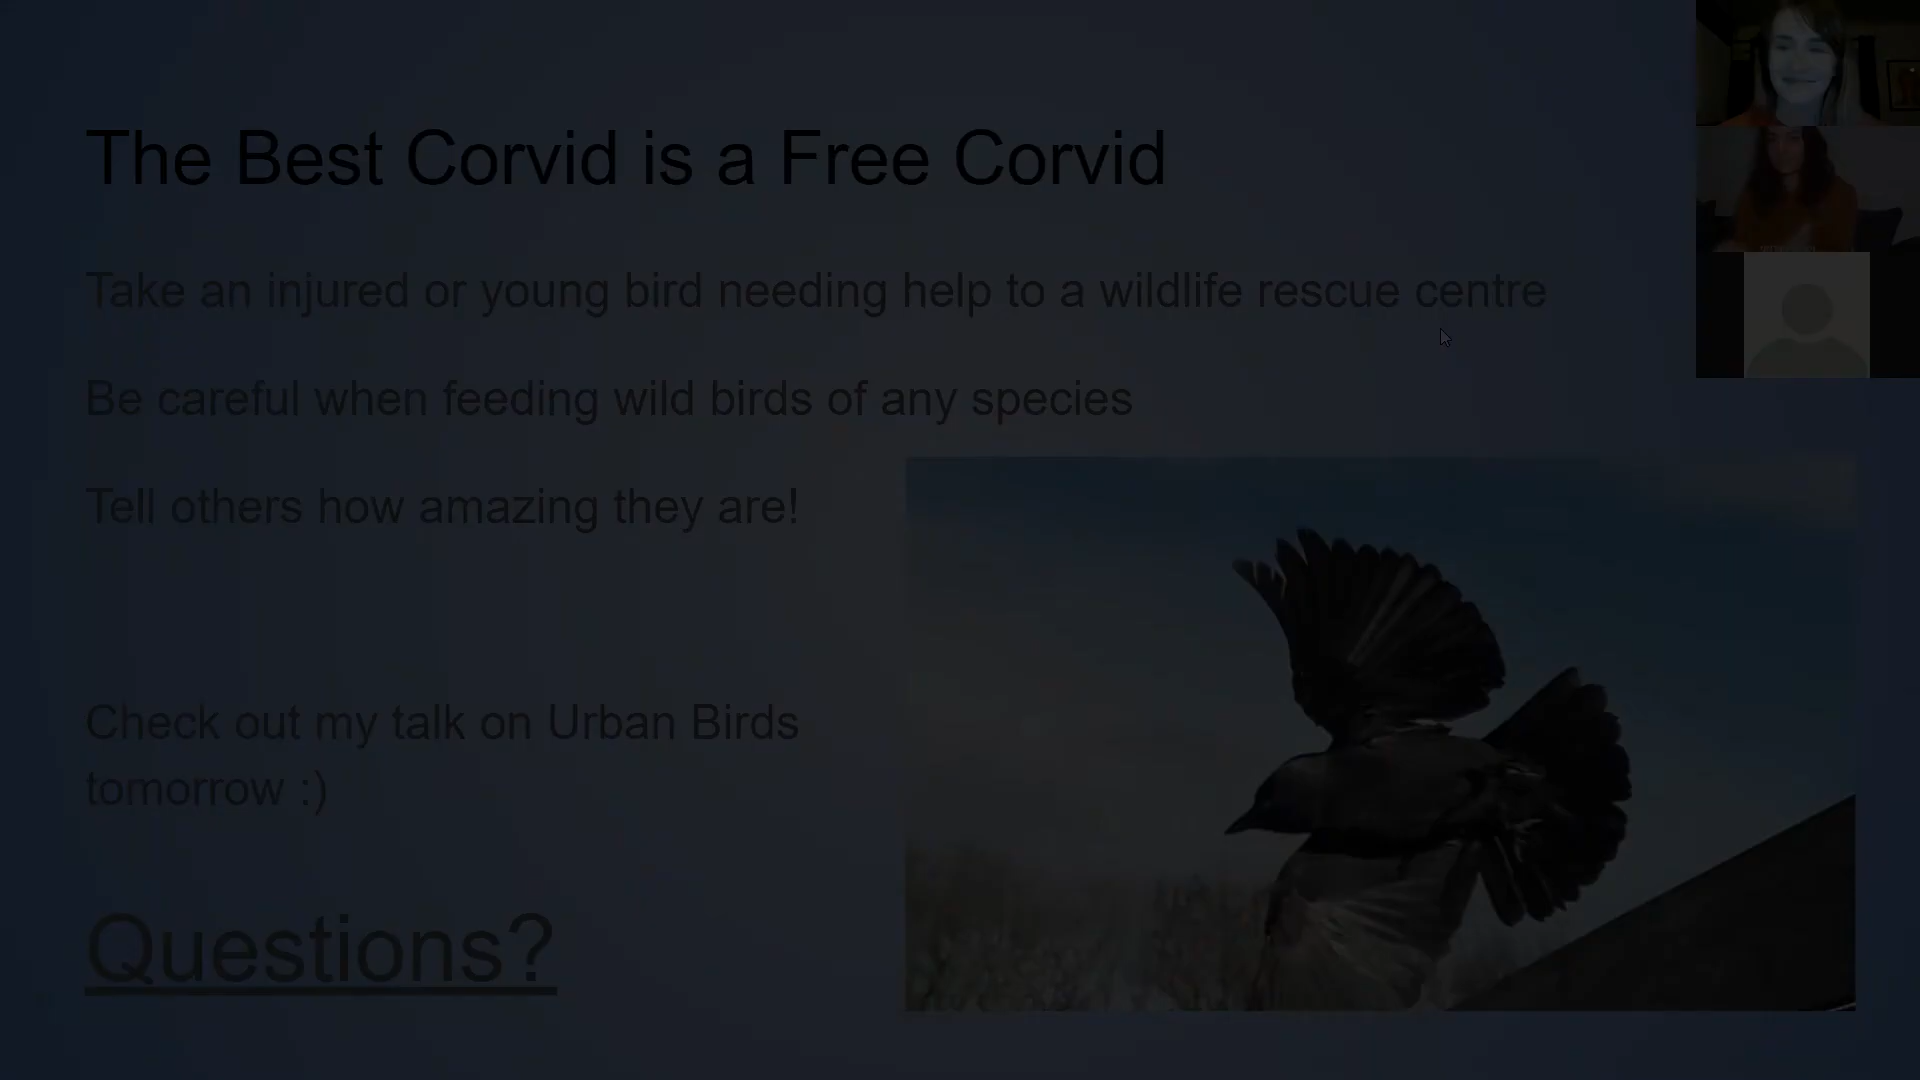 The Best Corvid is a Free Corvid
Take an injured or young bird needing help to a wildlife rescue centre
Be careful when feeding wild birds of any species
Tell others how amazing they are!
Check out my talk on Urban Birds
tomorrow :)
Questions?